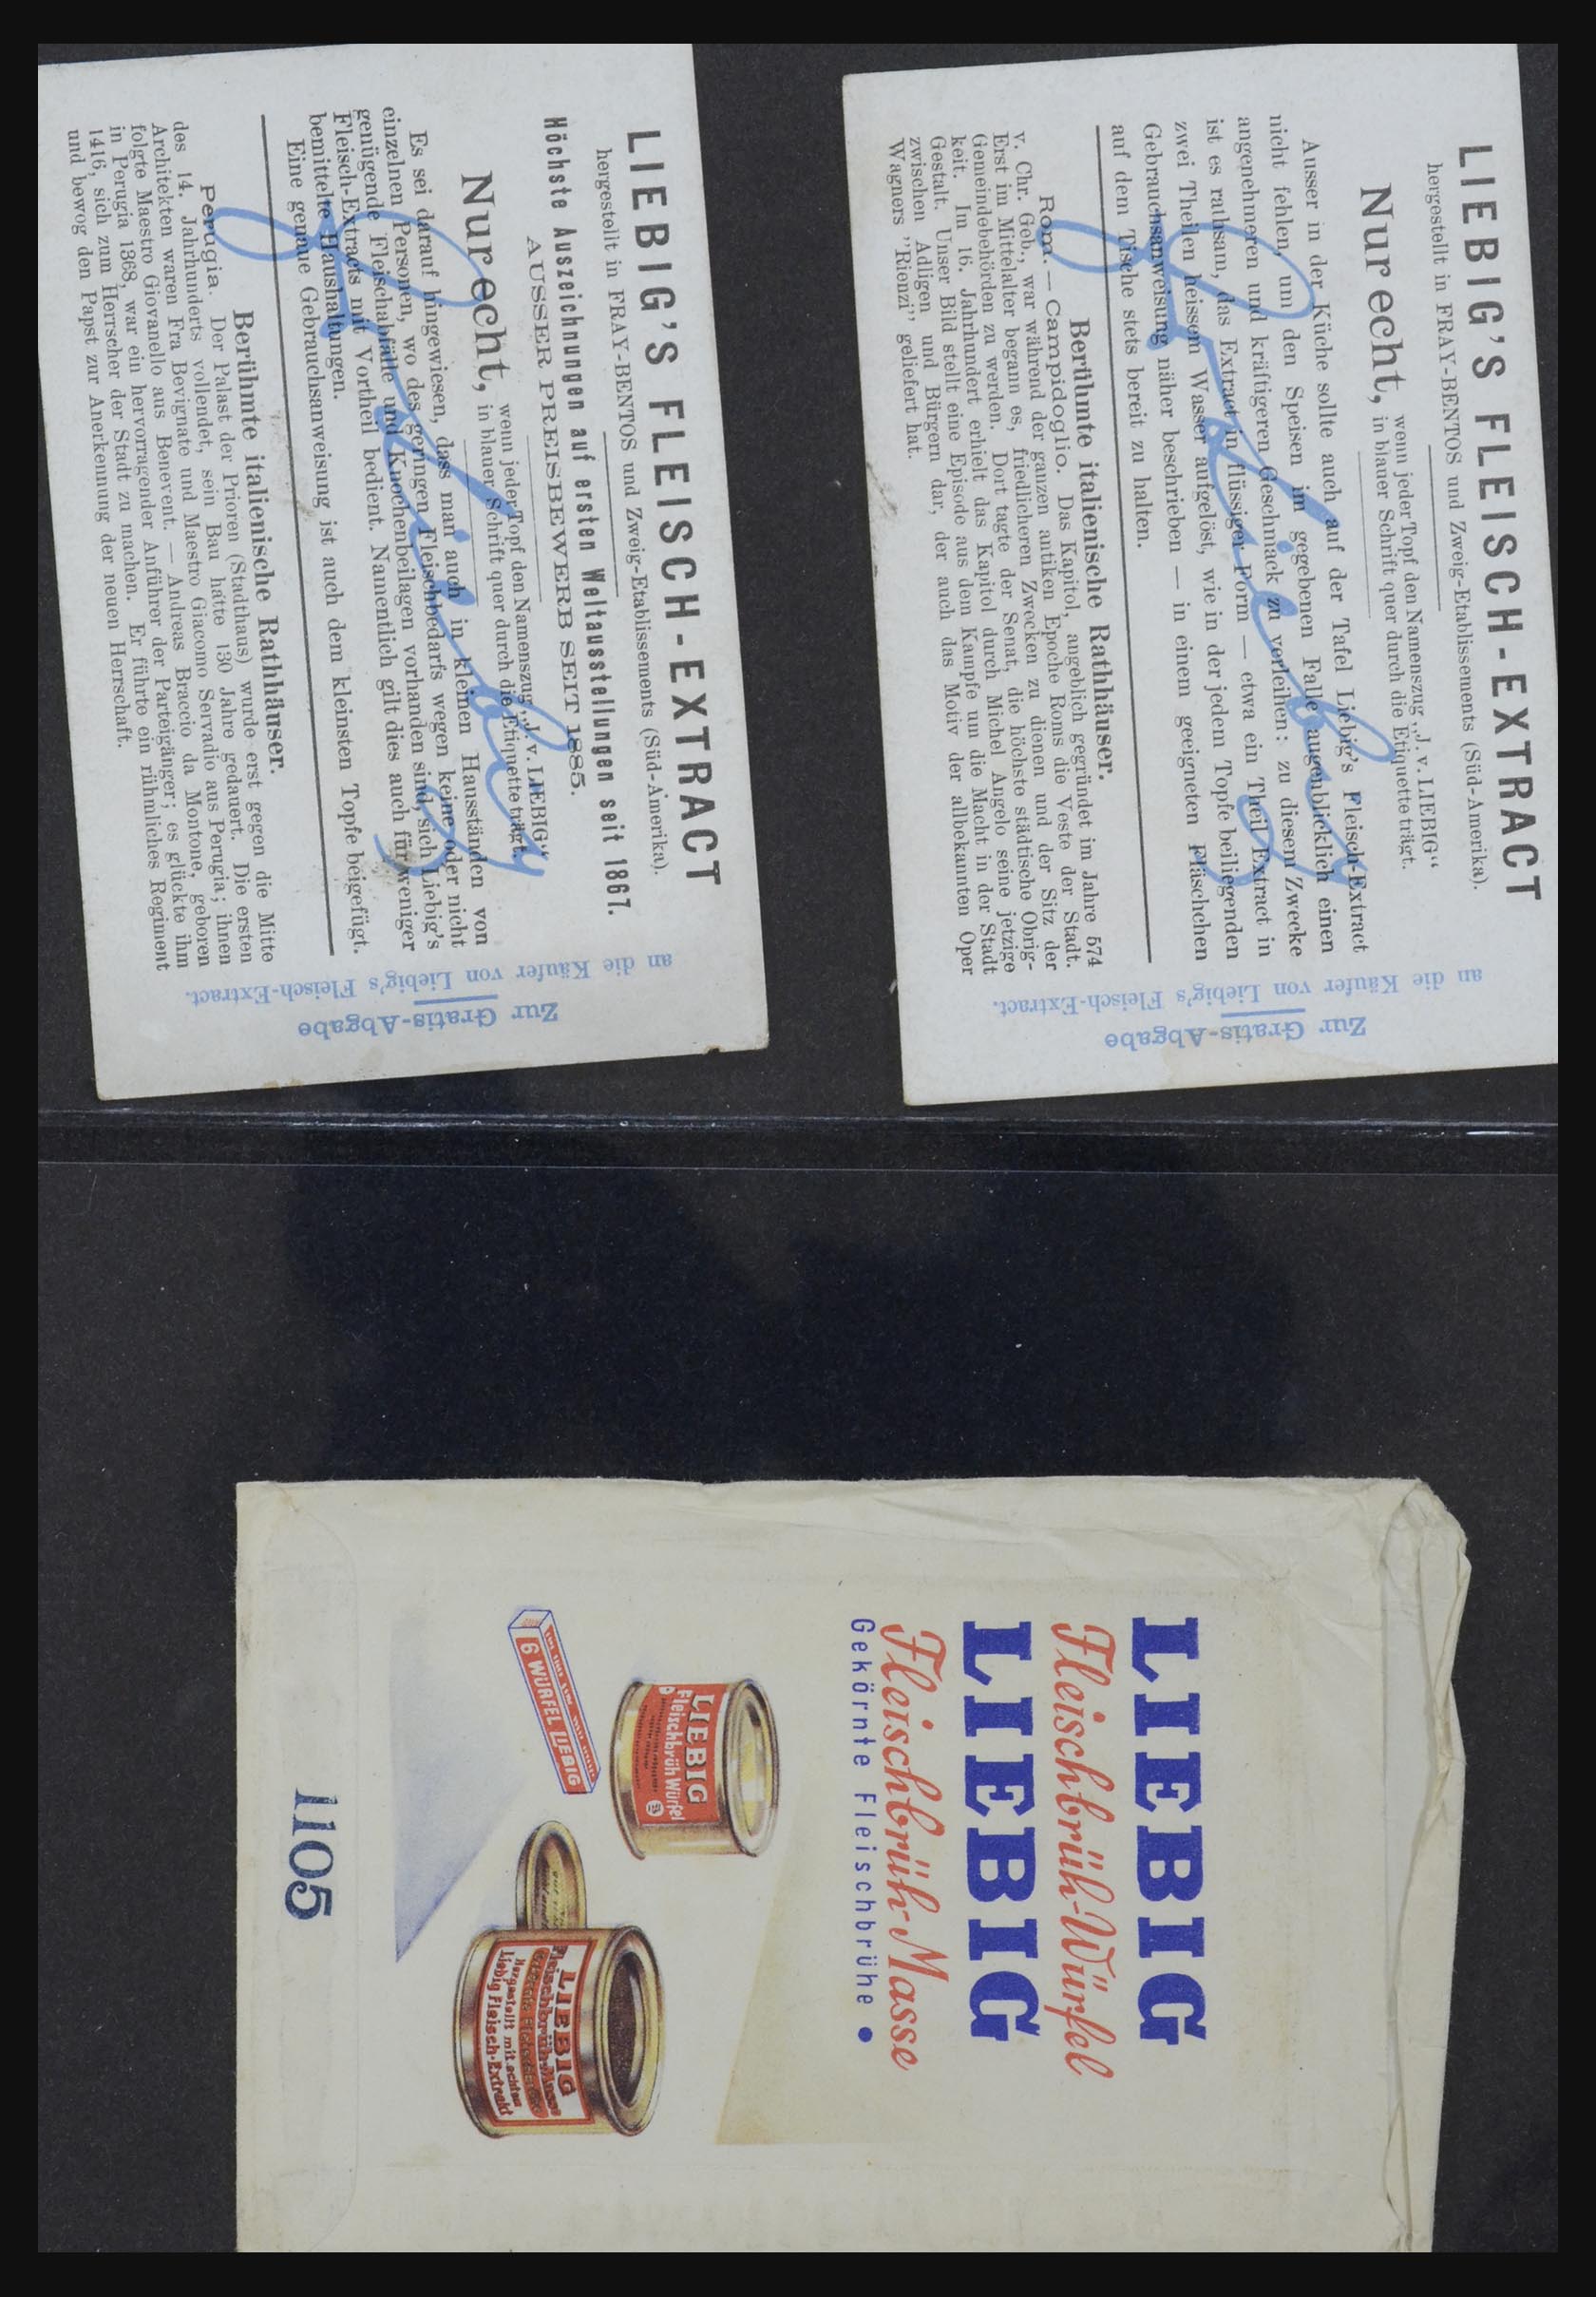 LIEBIG'S FLEISCH-EXTRACT
hergestellt in FRAY-BENTOS und Zweig-Etablissements (Süd-Amerika).
Höchste Auszeichnungen auf ersten Weltausstellungen seit 1867.
AUSSER PREISBEWERB SEIT 1885.
Nur echt,
wenn jeder Topf den Namenszug „J. v. LIEBIG“
in blauer Schrift quer durch die Etiquette trägt.
Es sei darauf hingewiesen, dass man auch in kleinen Hausständen von
einzelnen Personen, wo des geringen Fleischbedarfs wegen keine oder nicht
genügende Fleischabfälle und Knochenbeilagen vorhanden sind, sich Liebig's
Fleisch-Extracts mit Vortheil bedient. Namentlich gilt dies auch für weniger
bemittelte Haushaltungen.
Eine genaue Gebrauchsanweisung ist auch dem kleinsten Topfe beigefügt.
Berühmte italienische Rathhäuser.
Perugia. Der Palast der Prioren (Stadthaus) wurde erst gegen die Mitte
des 14. Jahrhunderts vollendet, sein Bau hatte 130 Jahre gedauert. Die ersten
Architekten waren Fra Bevignate und Maestro Giacomo Servadio aus Perugia; ihnen
folgte Maestro Giovanello aus Benevent. — Andreas Braccio da Montone, geboren
in Perugia 1368, war ein hervorragender Anführer der Parteigänger; es glückte ihm
1416, sich zum Herrscher der Stadt zu machen. Er führte ein rühmliches Regiment
und bewog den Papst zur Anerkennung der neuen Herrschaft.
Zur Gratis-Abgabe
an die Käufer von Liebig's Fleisch-Extract.
LIEBIG'S FLEISCH-EXTRACT
hergestellt in FRAY-BENTOS und Zweig-Etablissements (Süd-Amerika).
Nur echt,
wenn jeder Topf den Namenszug „J. v. LIEBIG“
in blauer Schrift quer durch die Etiquette trägt.
Ausser in der Küche sollte auch auf der Tafel Liebig's Fleisch-Extract
nicht fehlen, um den Speisen im gegebenen Falle augenblicklich einen
angenehmeren und kräftigeren Geschmack zu verleihen: zu diesem Zwecke
ist es rathsam, das Extract in flüssiger Form — etwa ein Theil Extract in
zwei Theilen heissem Wasser aufgelöst, wie in der jedem Topfe beiliegenden
Gebrauchsanweisung näher beschrieben — in einem geeigneten Fläschchen
auf dem Tische stets bereit zu halten.
Berühmte italienische Rathhäuser.
Rom. — Campidoglio. Das Kapitol, angeblich gegründet im Jahre 574
v. Chr. Geb., war während der ganzen antiken Epoche Roms die Veste der Stadt.
Erst im Mittelalter begann es, friedlicheren Zwecken zu dienen und der Sitz der
Gemeindebehörden zu werden. Dort tagte der Senat, die höchste städtische Obrig-
keit. Im 16. Jahrhundert erhielt das Kapitol durch Michel Angelo seine jetzige
Gestalt. Unser Bild stellt eine Episode aus dem Kampfe um die Macht in der Stadt
zwischen Adligen und Bürgern dar, der auch das Motiv der altbekannten Oper
Wagners "Rienzi" geliefert hat.
Zur Gratis-Abgabe
an die Käufer von Liebig's Fleisch-Extract.
LIEBIG
Fleischbrüh-Würfel
LIEBIG
Fleischbrüh-Masse
Gekörnte Fleischbrühe •
LIEBIG
Fleischbrüh Würfel
6 WÜRFEL LIEBIG
LIEBIG
Fleischbrüh-Masse
Hergestellt mit echtem
Liebig Fleisch-Extrakt
1105